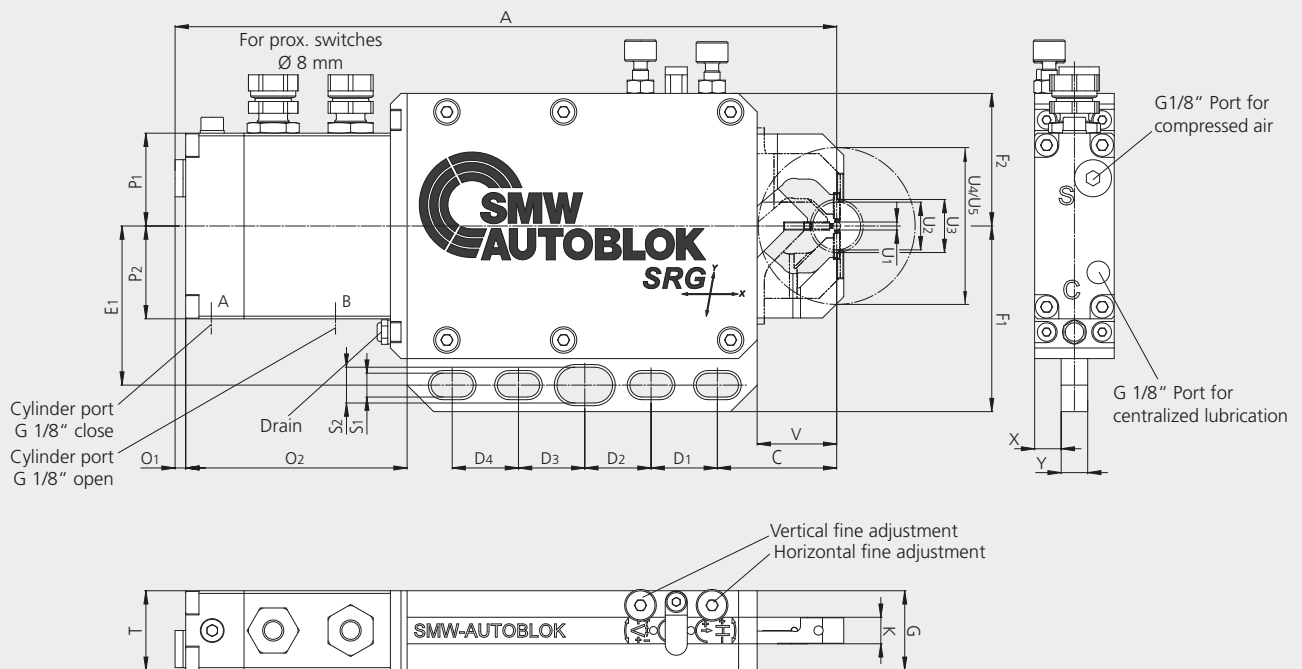 A
For prox. switches
Ø 8 mm
P1
P2
E1
A
B
SMW
AUTOBLOK
SRG
Y
X
F2
F1
U4/U5
U3
U2
U1
G1/8“ Port for
compressed air
S
C
G 1/8“ Port for
centralized lubrication
X
Y
Cylinder port
G 1/8“ close
Cylinder port
G 1/8“ open
Drain
S2
S1
O1
O2
D4
D3
D2
D1
C
V
Vertical fine adjustment
Horizontal fine adjustment
T
SMW-AUTOBLOK
+
V
-
+
H
-
K
G